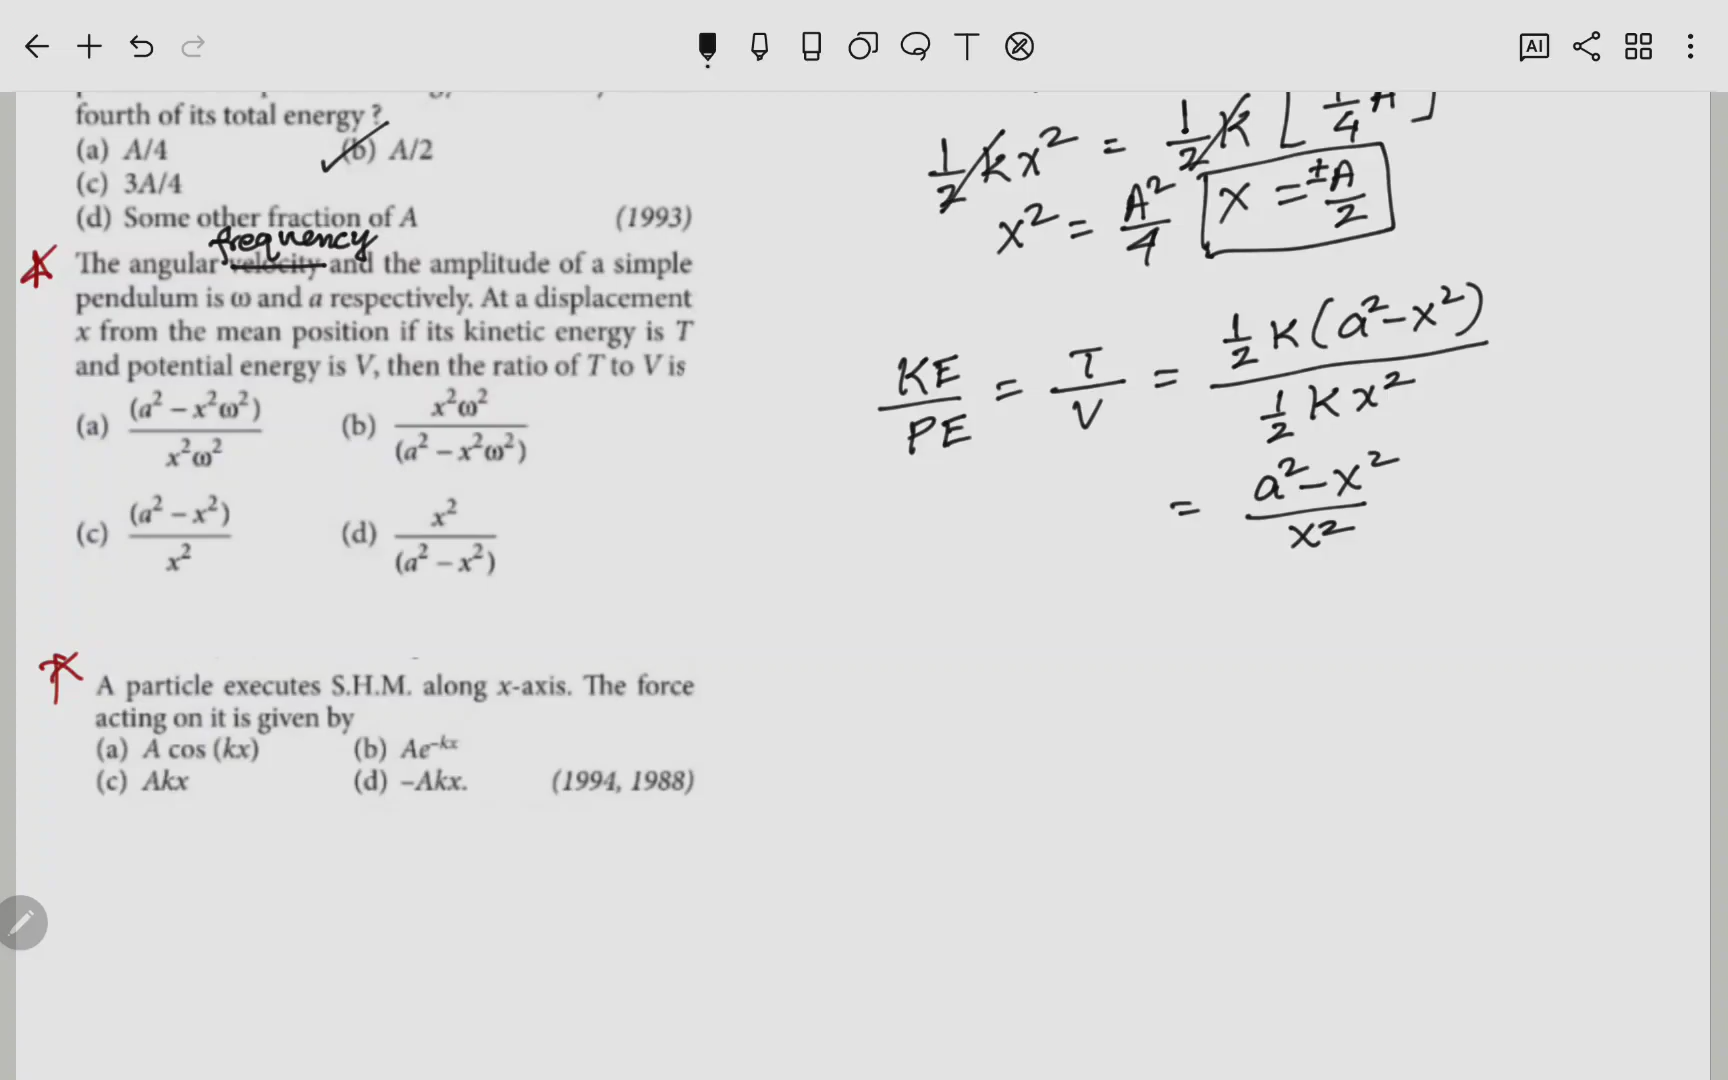 AI
fourth of its total energy ?
(a) A/4 (b) A/2
(c) 3A/4
(d) Some other fraction of A (1993)
frequency
The angular velocity and the amplitude of a simple
pendulum is ω and a respectively. At a displacement
x from the mean position if its kinetic energy is T
and potential energy is V, then the ratio of T to V is
(a) (a² − x²ω²) / x²ω² (b) x²ω² / (a² − x²ω²)
(c) (a² − x²) / x² (d) x² / (a² − x²)
A particle executes S.H.M. along x-axis. The force
acting on it is given by
(a) A cos (kx) (b) Ae⁻ᵏˣ
(c) Akx (d) –Akx. (1994, 1988)
1/2 k x² = 1/2 k [ 1/4 A ]
x² = A²/4 x = ±A/2
KE/PE = T/V = 1/2 K (a² − x²) / 1/2 K x²
= a² − x² / x²